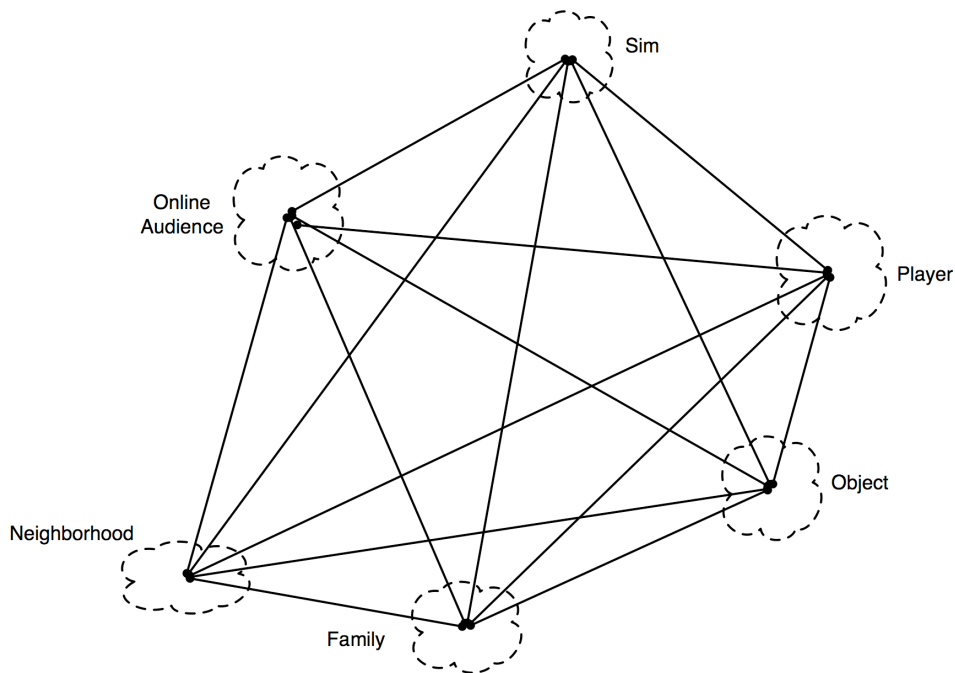 Sim
Online
Audience
Player
Object
Neighborhood
Family